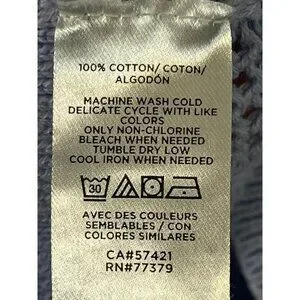 100% COTTON/ COTON/
ALGODÓN
MACHINE WASH COLD
DELICATE CYCLE WITH LIKE
COLORS
ONLY NON-CHLORINE
BLEACH WHEN NEEDED
TUMBLE DRY LOW
COOL IRON WHEN NEEDED
30
AVEC DES COULEURS
SEMBLABLES / CON
COLORES SIMILARES
CA#57421
RN#77379